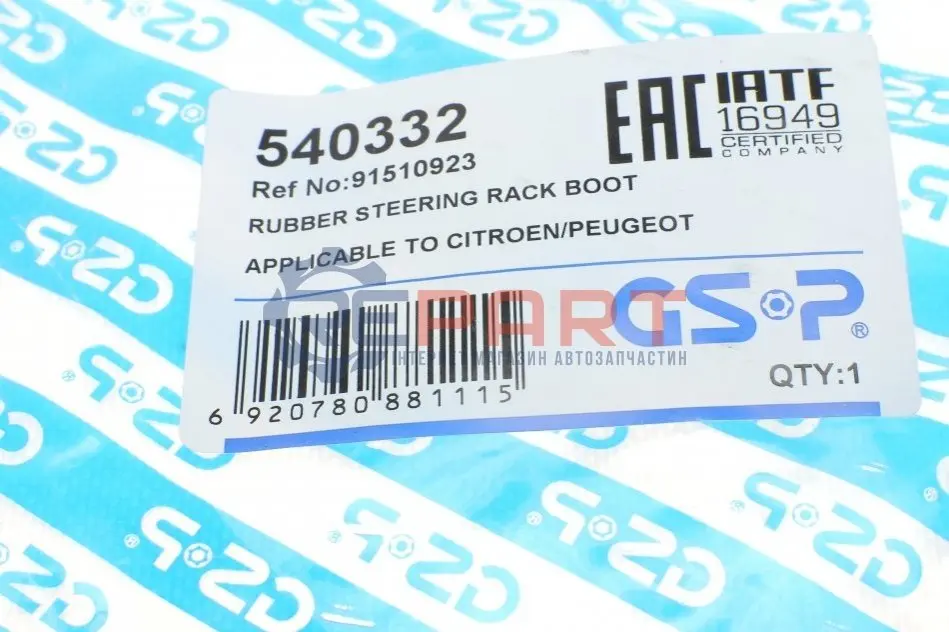 540332
Ref No:91510923
RUBBER STEERING RACK BOOT
APPLICABLE TO CITROEN/PEUGEOT
EAC
IATF
16949
CERTIFIED
COMPANY
GSP®
REPART
ІНТЕРНЕТ МАГАЗИН АВТОЗАПЧАСТИН
6 920780 881115
QTY:1